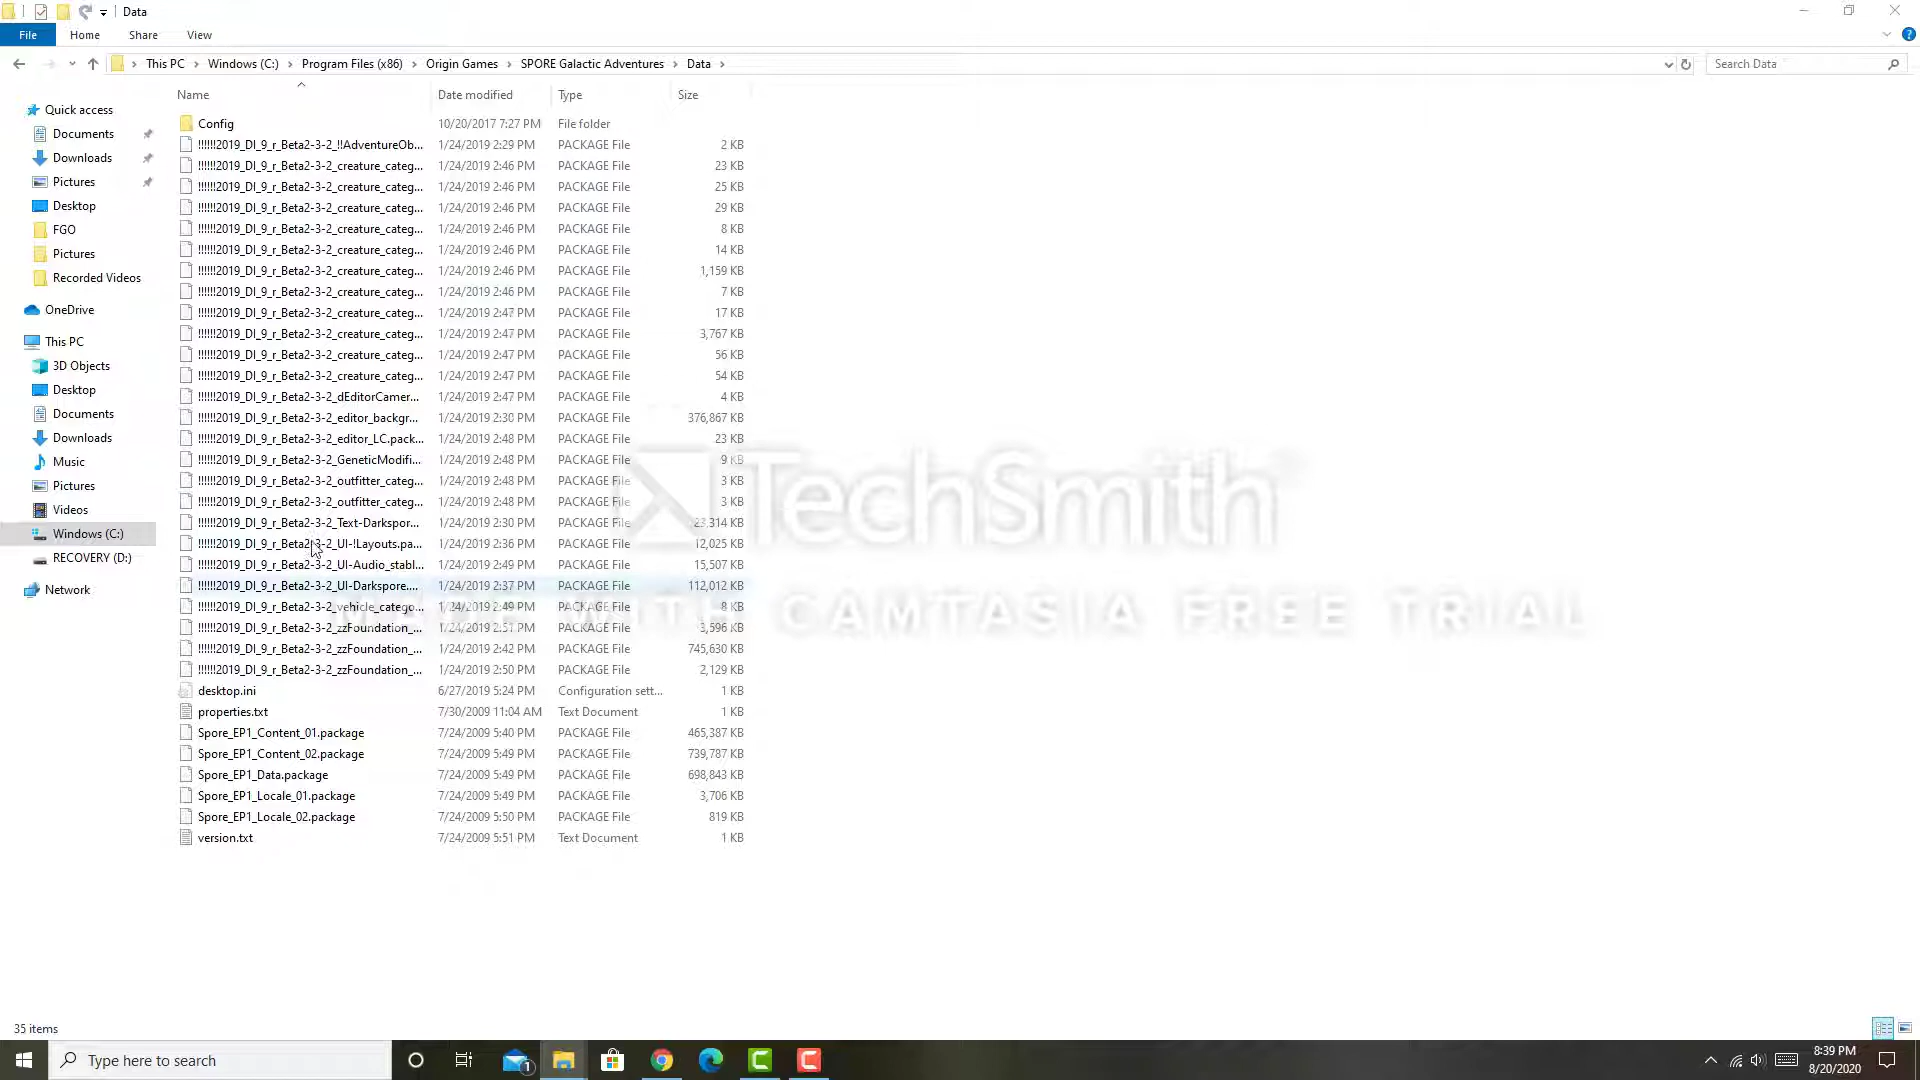 Data
File Home Share View
This PC Windows (C:) Program Files (x86) Origin Games SPORE Galactic Adventures Data
Search Data
Name Date modified Type Size
Quick access
Documents
Downloads
Pictures
Desktop
FGO
Pictures
Recorded Videos
OneDrive
This PC
3D Objects
Desktop
Documents
Downloads
Music
Pictures
Videos
Windows (C:)
RECOVERY (D:)
Network
Config 10/20/2017 7:27 PM File folder
!!!!!!2019_DI_9_r_Beta2-3-2_!!AdventureOb... 1/24/2019 2:29 PM PACKAGE File 2 KB
!!!!!!2019_DI_9_r_Beta2-3-2_creature_categ... 1/24/2019 2:46 PM PACKAGE File 23 KB
!!!!!!2019_DI_9_r_Beta2-3-2_creature_categ... 1/24/2019 2:46 PM PACKAGE File 25 KB
!!!!!!2019_DI_9_r_Beta2-3-2_creature_categ... 1/24/2019 2:46 PM PACKAGE File 29 KB
!!!!!!2019_DI_9_r_Beta2-3-2_creature_categ... 1/24/2019 2:46 PM PACKAGE File 8 KB
!!!!!!2019_DI_9_r_Beta2-3-2_creature_categ... 1/24/2019 2:46 PM PACKAGE File 14 KB
!!!!!!2019_DI_9_r_Beta2-3-2_creature_categ... 1/24/2019 2:46 PM PACKAGE File 1,159 KB
!!!!!!2019_DI_9_r_Beta2-3-2_creature_categ... 1/24/2019 2:46 PM PACKAGE File 7 KB
!!!!!!2019_DI_9_r_Beta2-3-2_creature_categ... 1/24/2019 2:47 PM PACKAGE File 17 KB
!!!!!!2019_DI_9_r_Beta2-3-2_creature_categ... 1/24/2019 2:47 PM PACKAGE File 3,767 KB
!!!!!!2019_DI_9_r_Beta2-3-2_creature_categ... 1/24/2019 2:47 PM PACKAGE File 56 KB
!!!!!!2019_DI_9_r_Beta2-3-2_creature_categ... 1/24/2019 2:47 PM PACKAGE File 54 KB
!!!!!!2019_DI_9_r_Beta2-3-2_dEditorCamer... 1/24/2019 2:47 PM PACKAGE File 4 KB
!!!!!!2019_DI_9_r_Beta2-3-2_editor_backgr... 1/24/2019 2:30 PM PACKAGE File 376,867 KB
!!!!!!2019_DI_9_r_Beta2-3-2_editor_LC.pack... 1/24/2019 2:48 PM PACKAGE File 23 KB
!!!!!!2019_DI_9_r_Beta2-3-2_GeneticModifi... 1/24/2019 2:48 PM PACKAGE File 9 KB
!!!!!!2019_DI_9_r_Beta2-3-2_outfitter_categ... 1/24/2019 2:48 PM PACKAGE File 3 KB
!!!!!!2019_DI_9_r_Beta2-3-2_outfitter_categ... 1/24/2019 2:48 PM PACKAGE File 3 KB
!!!!!!2019_DI_9_r_Beta2-3-2_Text-Darkspor... 1/24/2019 2:30 PM PACKAGE File 23,314 KB
!!!!!!2019_DI_9_r_Beta2-3-2_UI-!Layouts.pa... 1/24/2019 2:36 PM PACKAGE File 12,025 KB
!!!!!!2019_DI_9_r_Beta2-3-2_UI-Audio_stabl... 1/24/2019 2:49 PM PACKAGE File 15,507 KB
!!!!!!2019_DI_9_r_Beta2-3-2_UI-Darkspore.... 1/24/2019 2:37 PM PACKAGE File 112,012 KB
!!!!!!2019_DI_9_r_Beta2-3-2_vehicle_catego... 1/24/2019 2:49 PM PACKAGE File 8 KB
!!!!!!2019_DI_9_r_Beta2-3-2_zzFoundation_... 1/24/2019 2:51 PM PACKAGE File 3,596 KB
!!!!!!2019_DI_9_r_Beta2-3-2_zzFoundation_... 1/24/2019 2:42 PM PACKAGE File 745,630 KB
!!!!!!2019_DI_9_r_Beta2-3-2_zzFoundation_... 1/24/2019 2:50 PM PACKAGE File 2,129 KB
desktop.ini 6/27/2019 5:24 PM Configuration sett... 1 KB
properties.txt 7/30/2009 11:04 AM Text Document 1 KB
Spore_EP1_Content_01.package 7/24/2009 5:40 PM PACKAGE File 465,387 KB
Spore_EP1_Content_02.package 7/24/2009 5:49 PM PACKAGE File 739,787 KB
Spore_EP1_Data.package 7/24/2009 5:49 PM PACKAGE File 698,843 KB
Spore_EP1_Locale_01.package 7/24/2009 5:49 PM PACKAGE File 3,706 KB
Spore_EP1_Locale_02.package 7/24/2009 5:50 PM PACKAGE File 819 KB
version.txt 7/24/2009 5:51 PM Text Document 1 KB
TechSmith
MADE WITH CAMTASIA FREE TRIAL
35 items
Type here to search
1
8:39 PM
8/20/2020